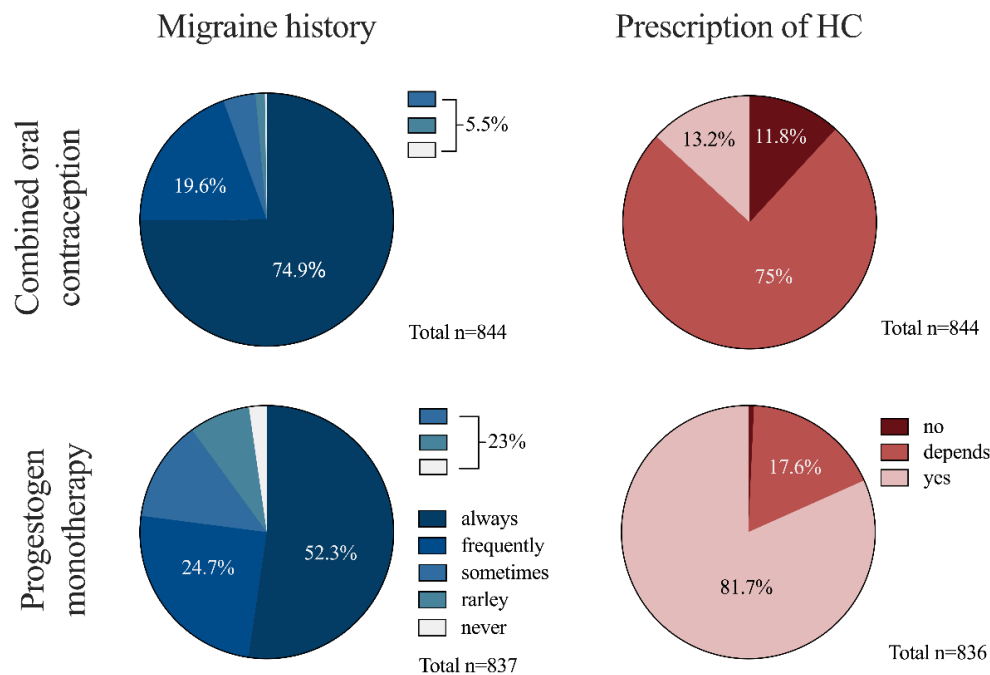 Migraine history
Prescription of HC
Combined oral
contraception
5.5%
19.6%
74.9%
Total n=844
13.2%
11.8%
75%
Total n=844
Progestogen
monotherapy
23%
24.7%
52.3%
always
frequently
sometimes
rarley
never
Total n=837
no
depends
yes
17.6%
81.7%
Total n=836